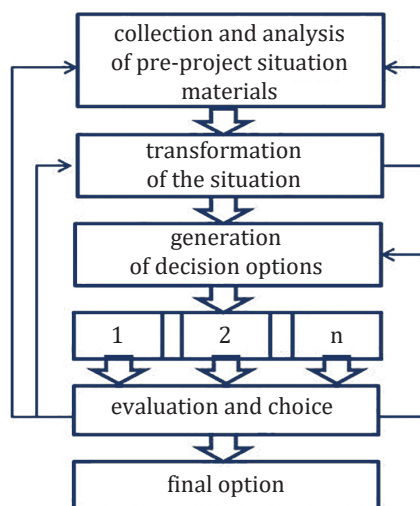 collection and analysis
of pre-project situation
materials
transformation
of the situation
generation
of decision options
1 2 n
evaluation and choice
final option